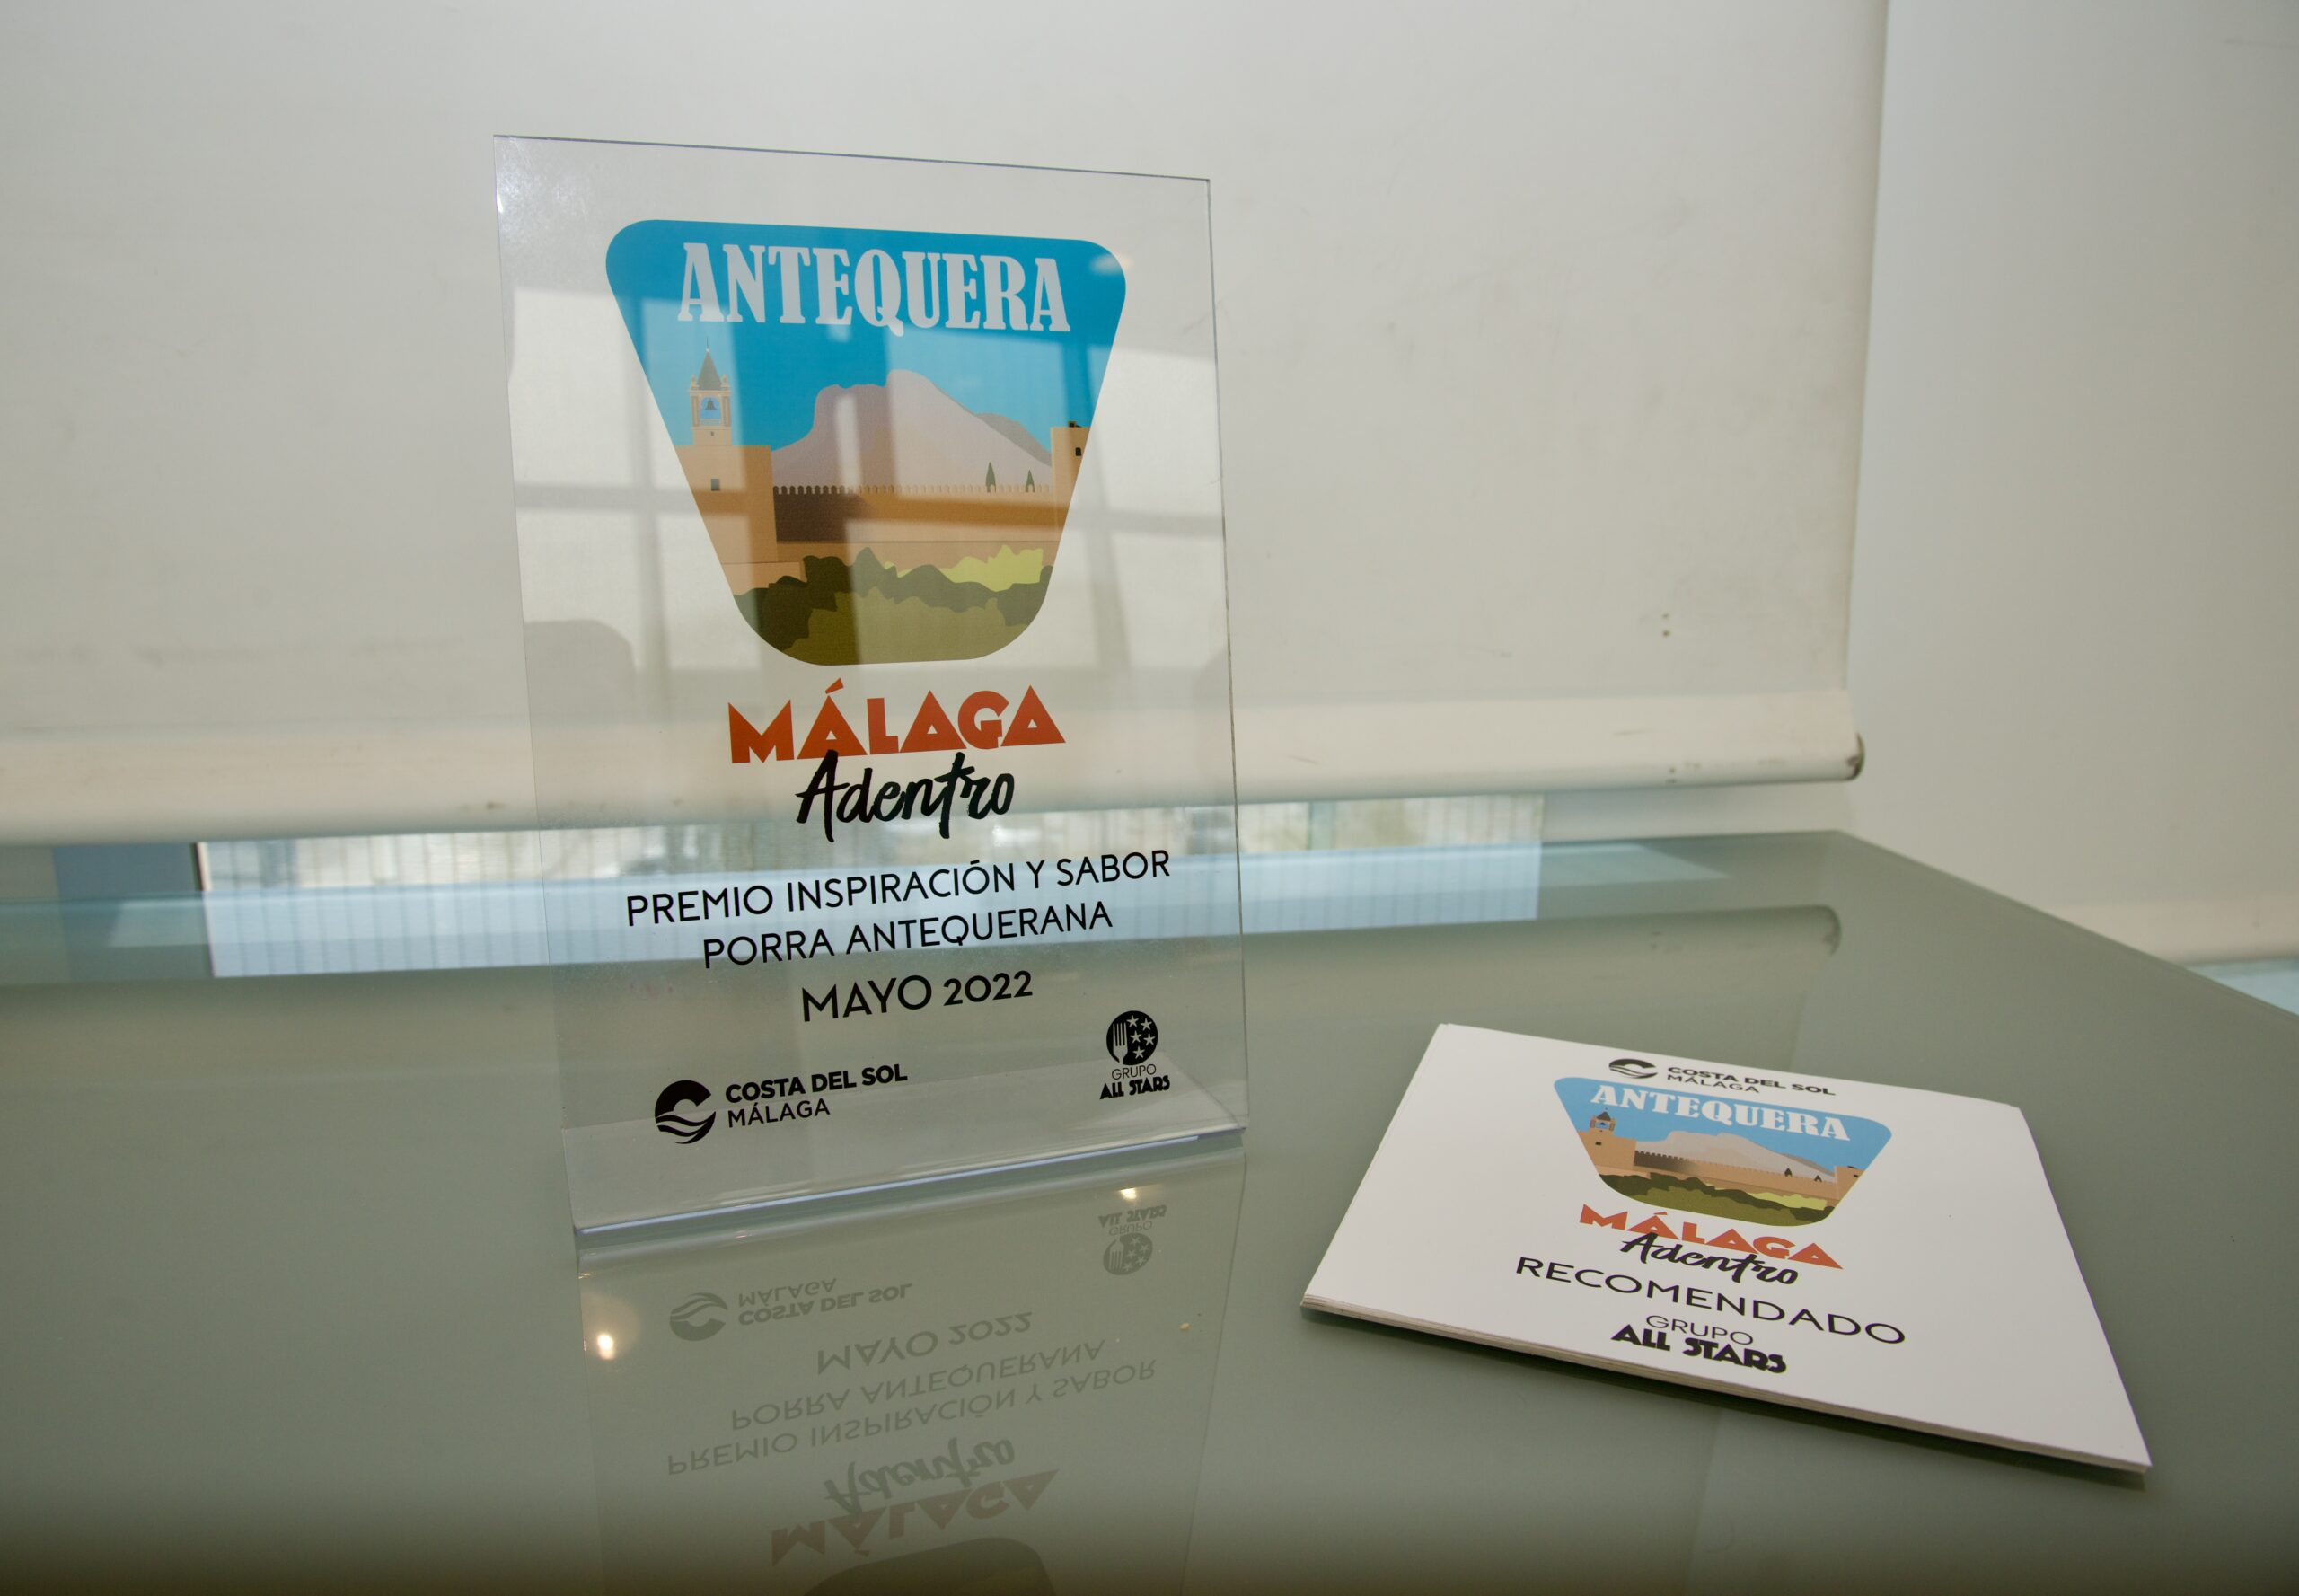 ANTEQUERA
MÁLAGA
Adentro
PREMIO INSPIRACIÓN Y SABOR
PORRA ANTEQUERANA
MAYO 2022
COSTA DEL SOL
MÁLAGA
GRUPO
ALL STARS
COSTA DEL SOL
MÁLAGA
ANTEQUERA
MÁLAGA
Adentro
RECOMENDADO
GRUPO
ALL STARS